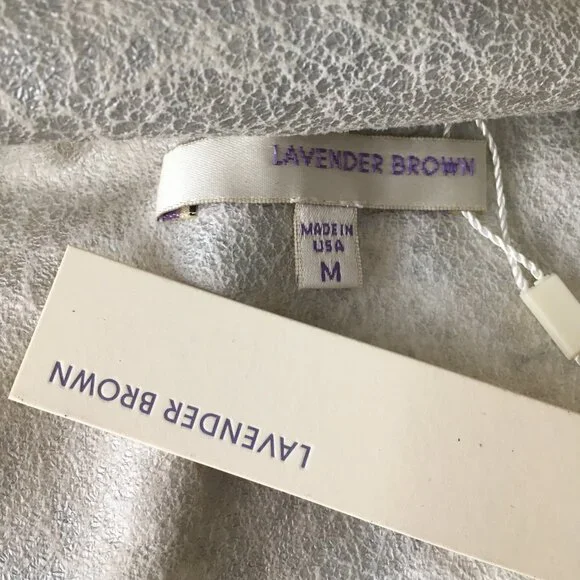 LAVENDER BROWN
MADE IN
USA
M
LAVENDER BROWN